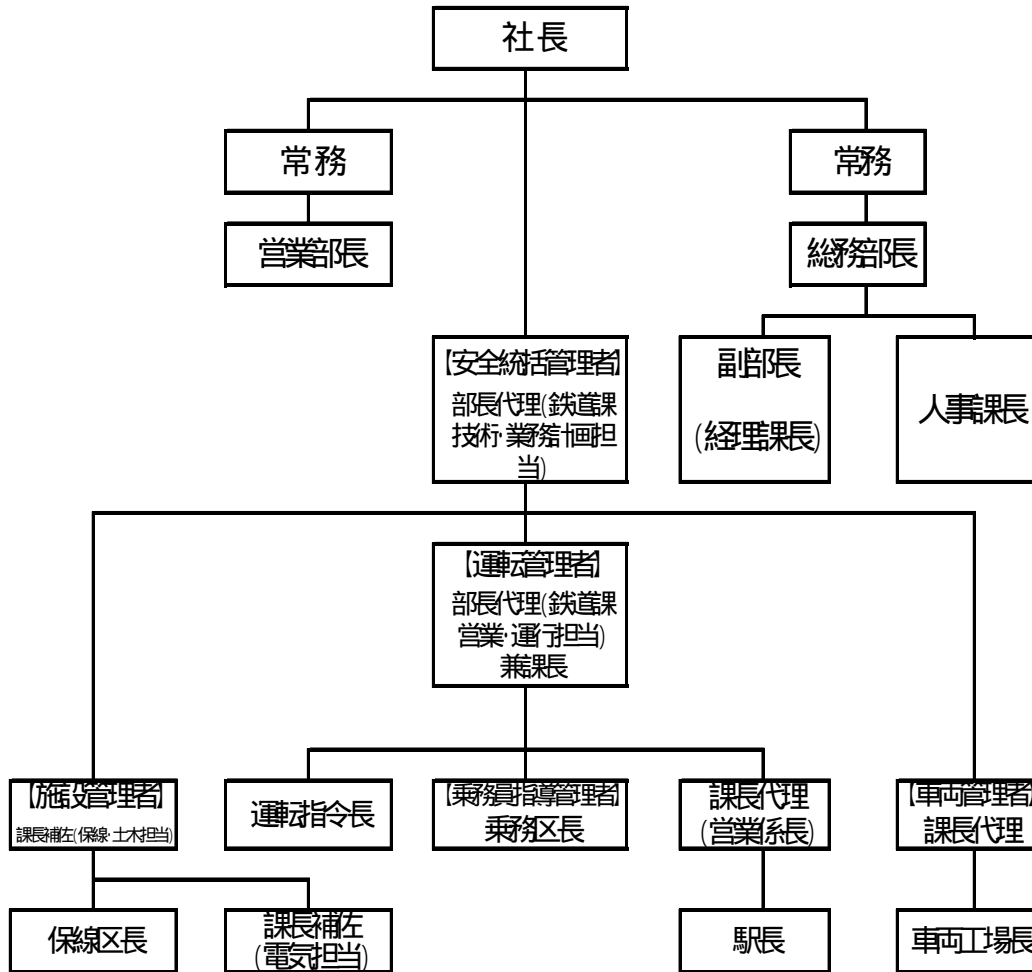 社長
常務
常務
営業部長
総務部長
【安全統括管理者】
部長代理(鉄道課
技術・業務計画担
当)
副部長
(経理課長)
人事課長
【運転管理者】
部長代理(鉄道課
営業・運行担当)
兼課長
【施設管理者】
課長補佐(保線・土木担当)
運転指令長
【乗務員指導管理者】
乗務区長
課長代理
(営業係長)
【車両管理者】
課長代理
保線区長
課長補佐
(電気担当)
駅長
車両工場長